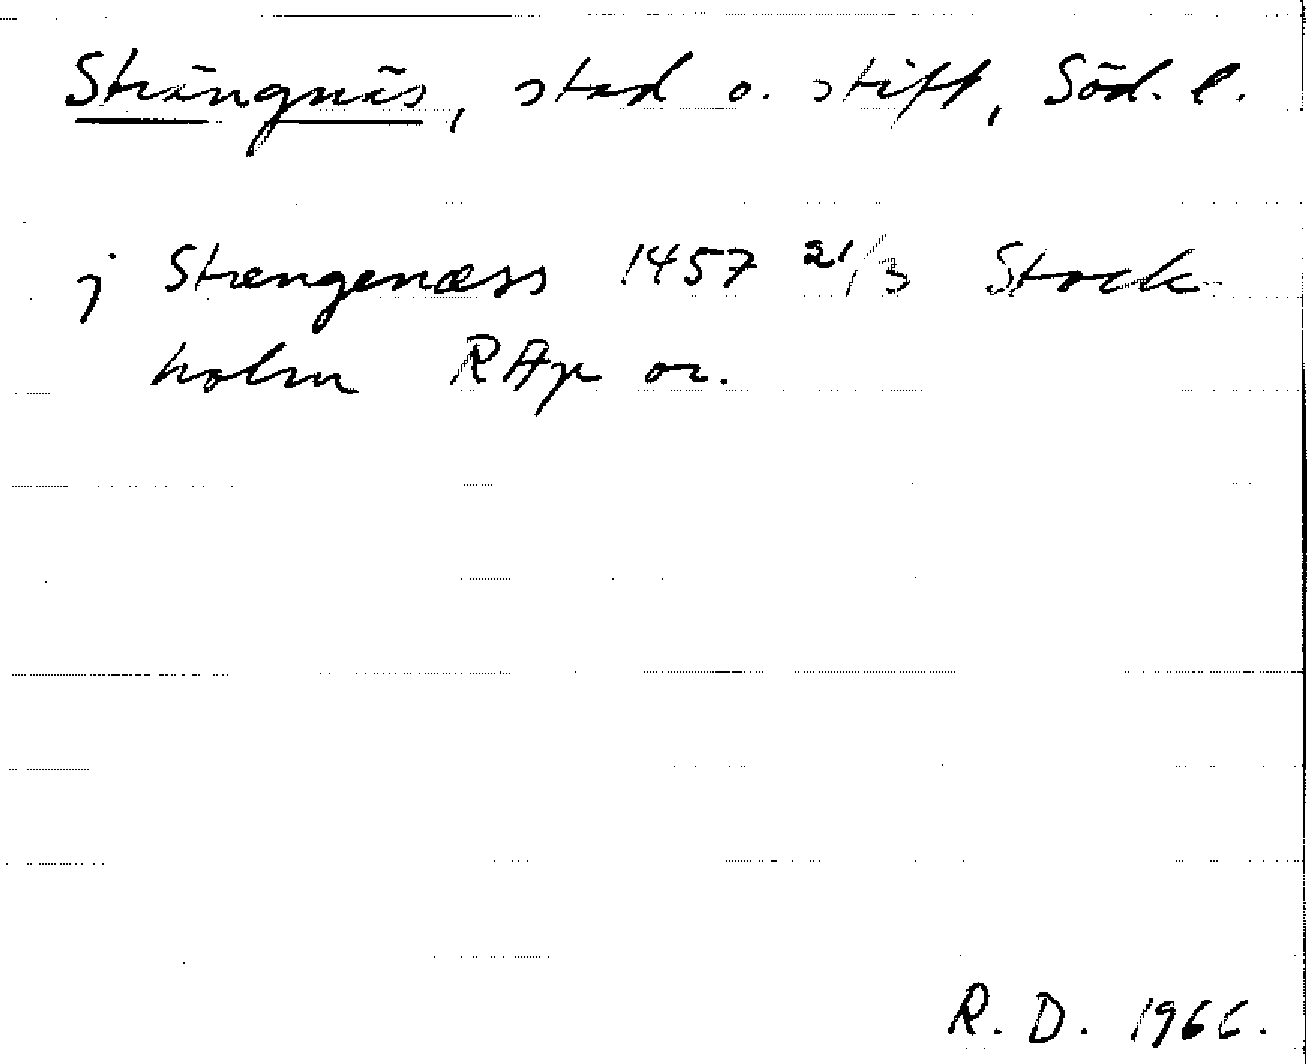 Strängnäs, stad o. stift, Söd. l.
j Strengenæss 1457 21/3 Stock
holm RAp or.
R. D. 1966.